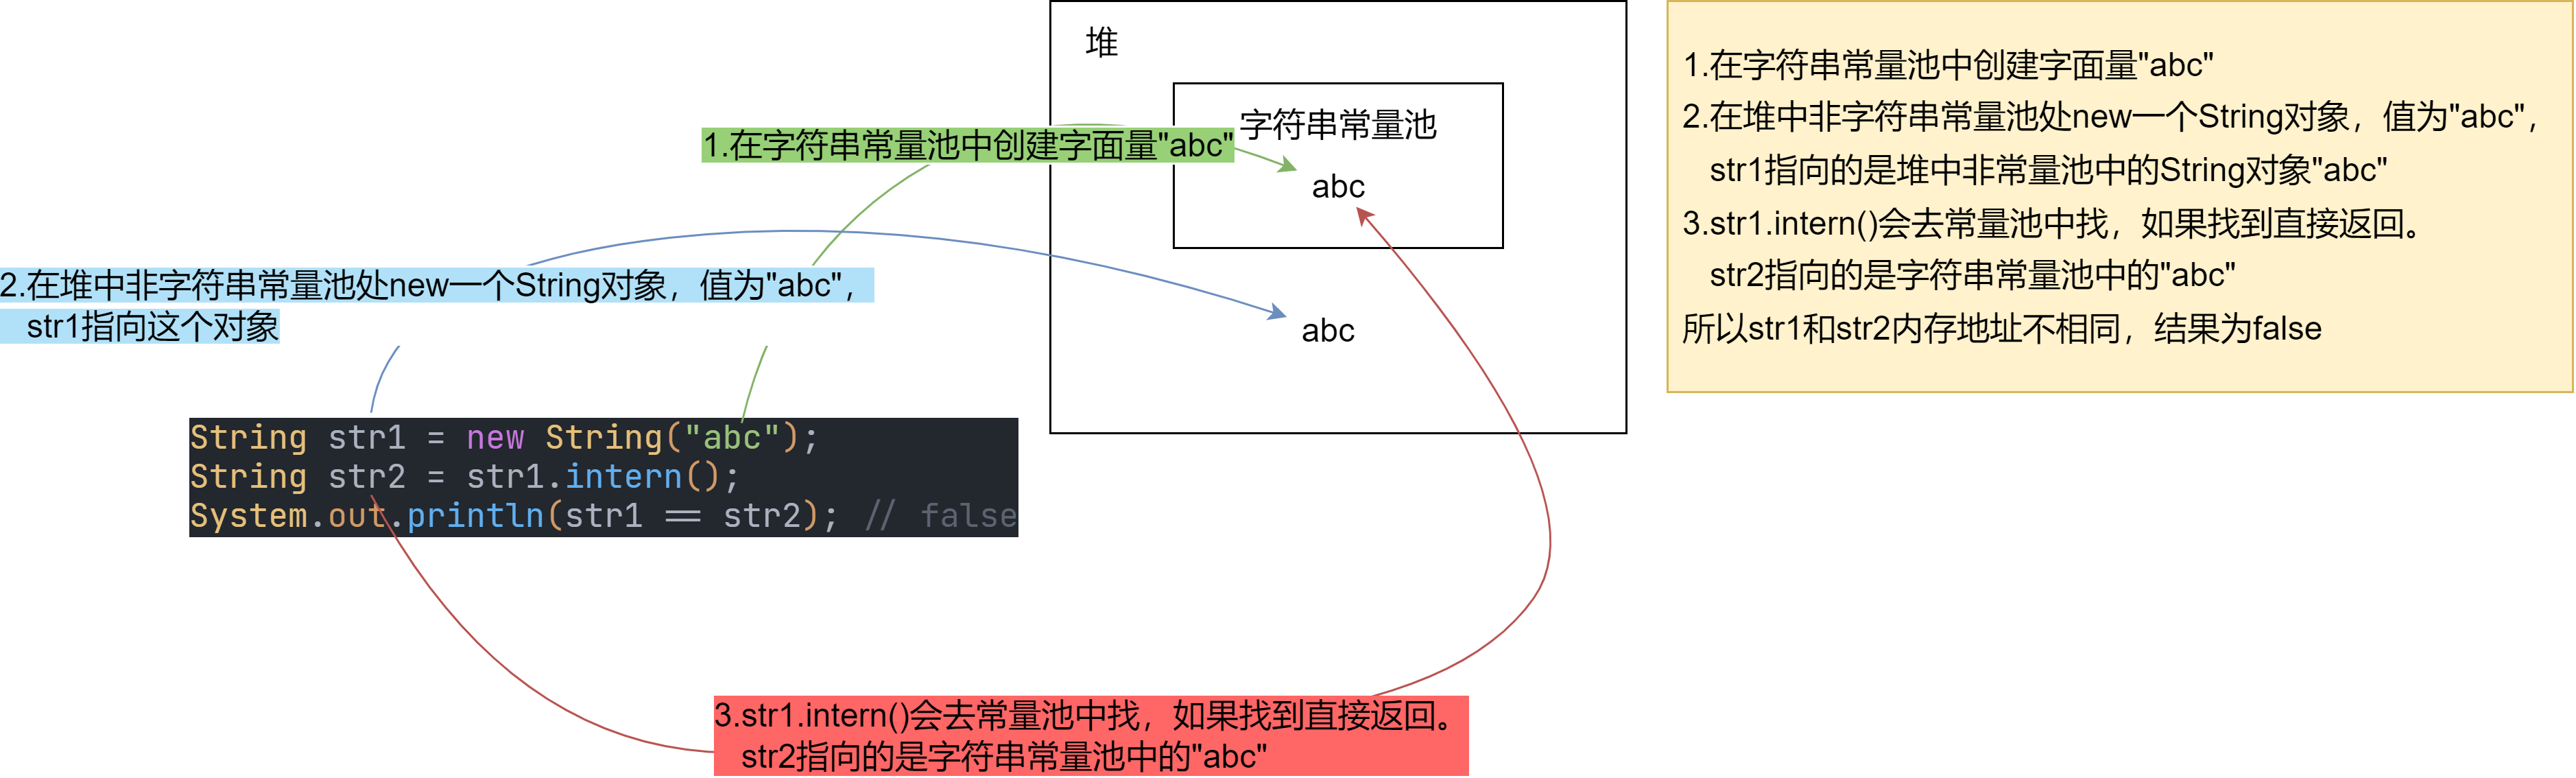 堆
字符串常量池
abc
abc
1.在字符串常量池中创建字面量"abc"
2.在堆中非字符串常量池处new一个String对象，值为"abc"，
str1指向这个对象
String str1 = new String("abc");
String str2 = str1.intern();
System.out.println(str1 == str2); // false
3.str1.intern()会去常量池中找，如果找到直接返回。
str2指向的是字符串常量池中的"abc"
1.在字符串常量池中创建字面量"abc"
2.在堆中非字符串常量池处new一个String对象，值为"abc"，
str1指向的是堆中非常量池中的String对象"abc"
3.str1.intern()会去常量池中找，如果找到直接返回。
str2指向的是字符串常量池中的"abc"
所以str1和str2内存地址不相同，结果为false